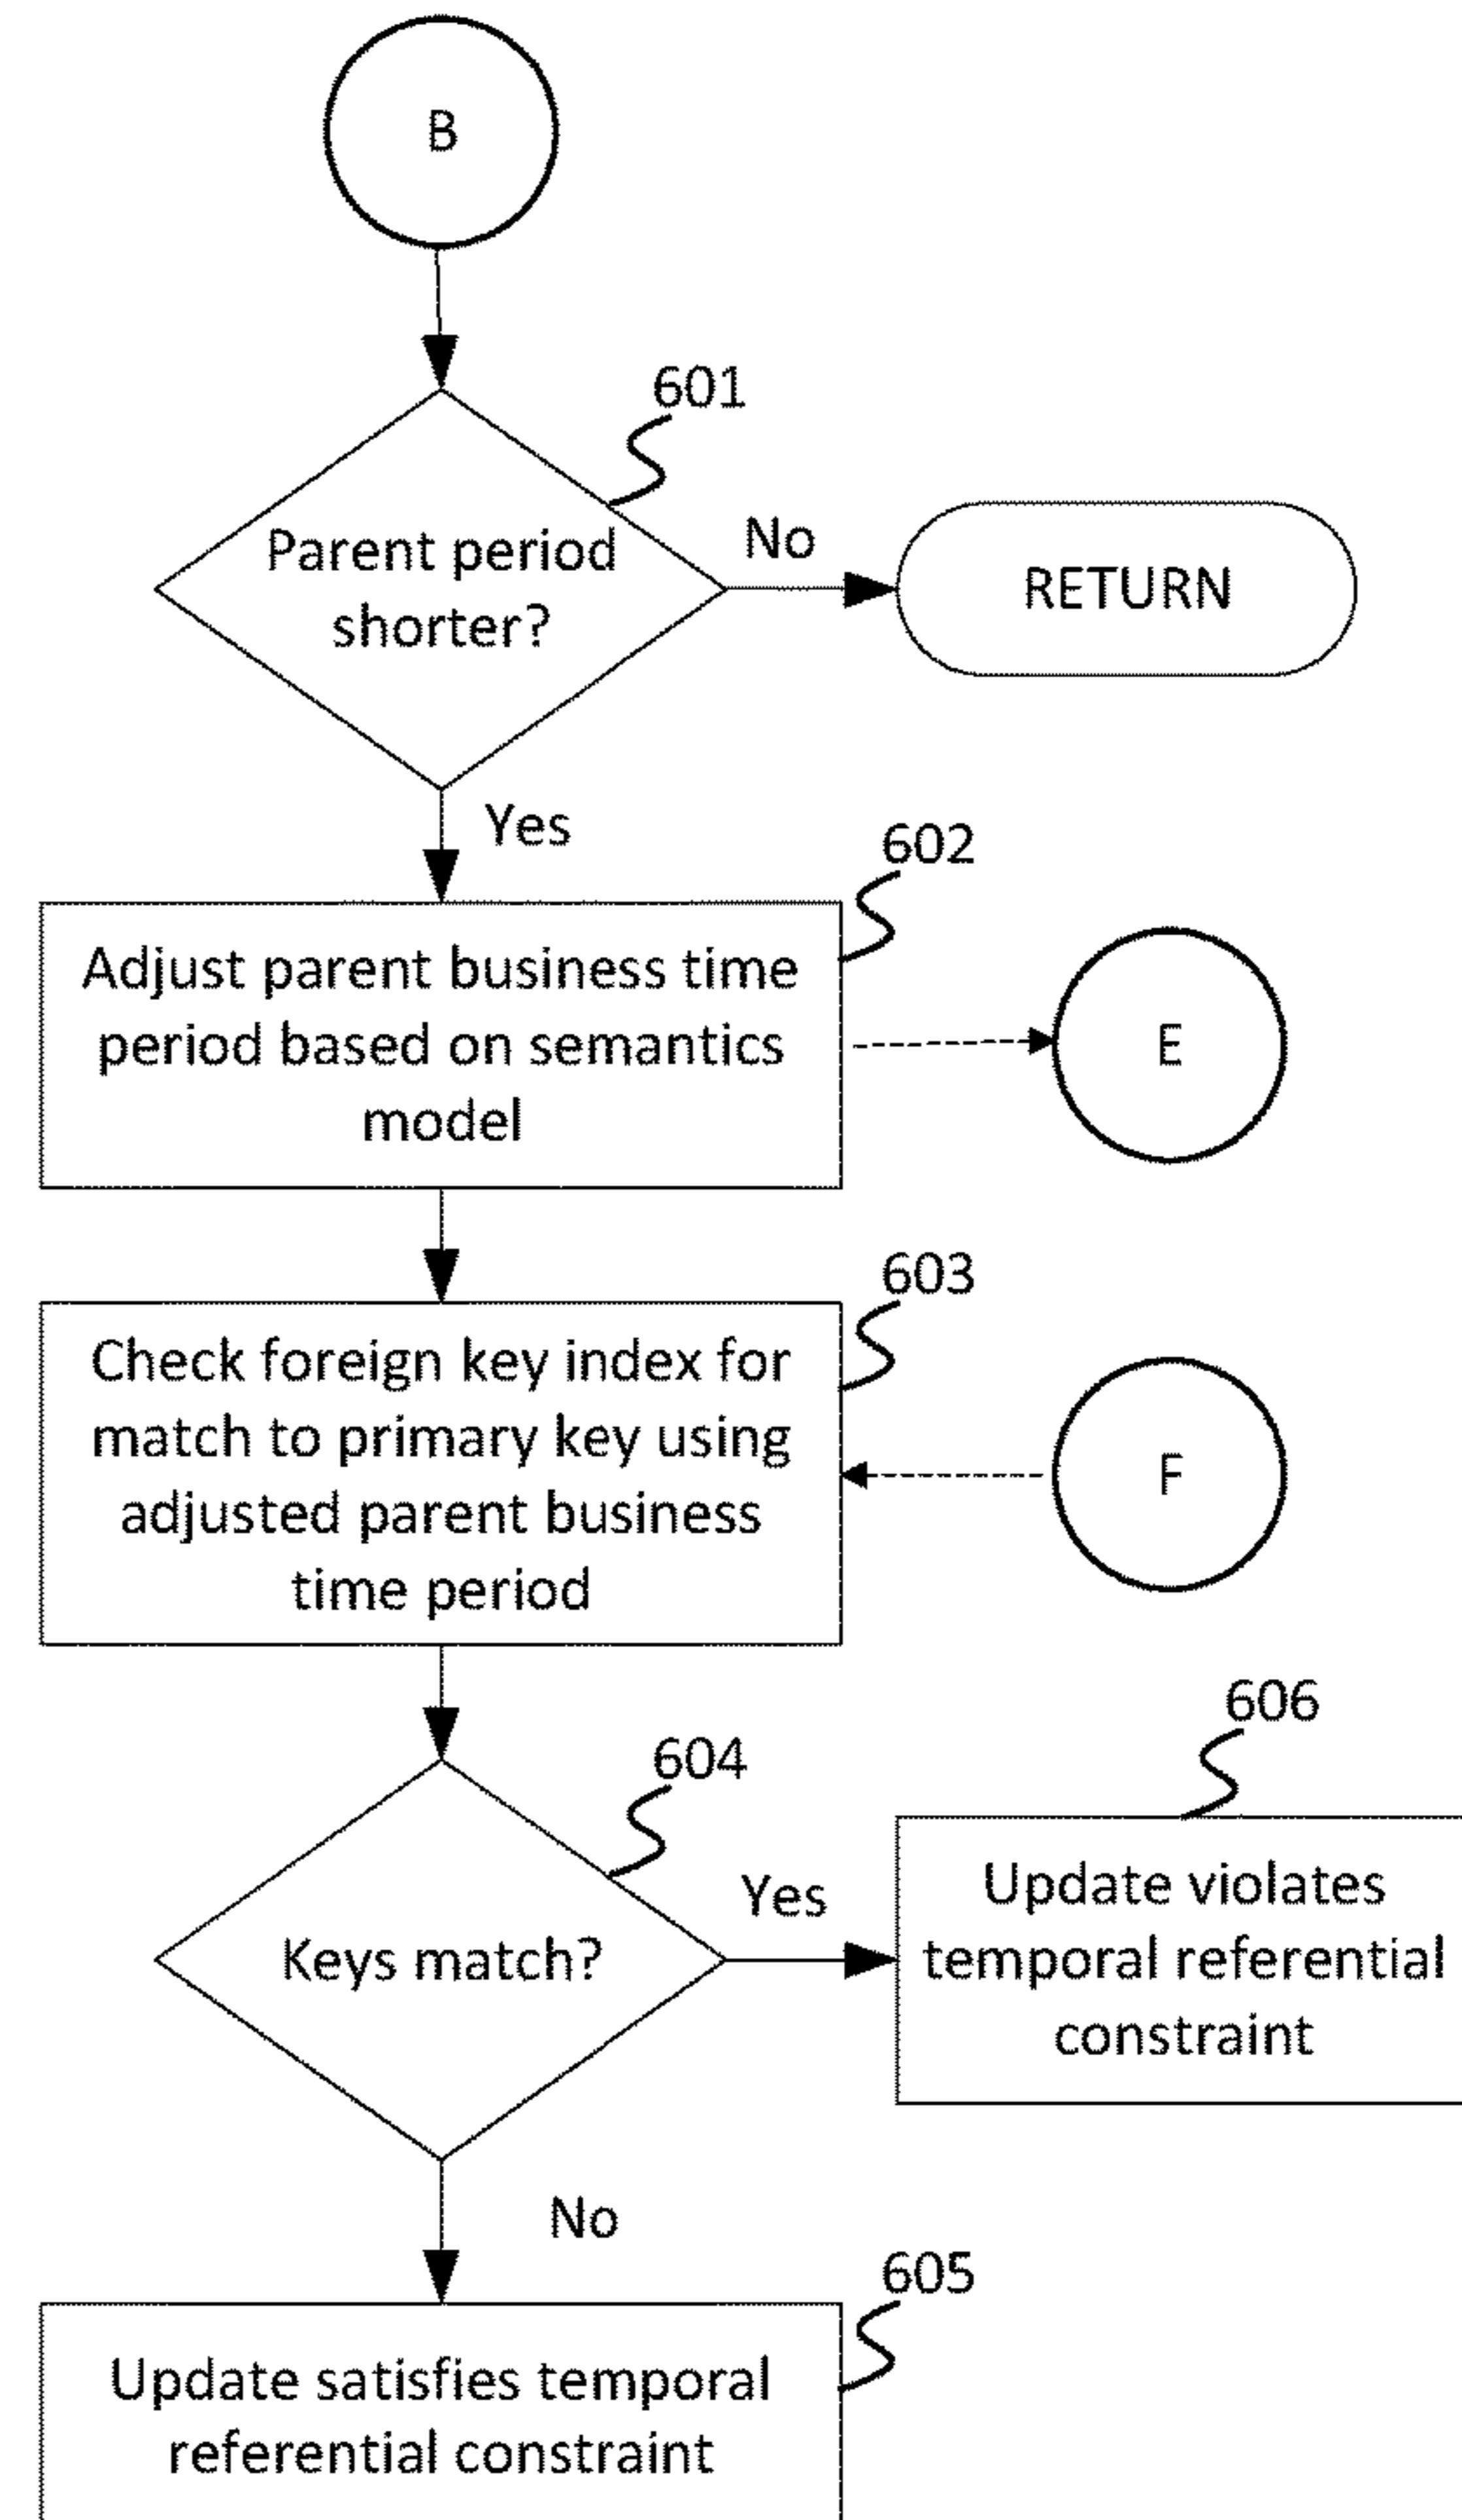 B
601
Parent period
shorter?
No
RETURN
Yes
602
Adjust parent business time
period based on semantics
model
E
603
Check foreign key index for
match to primary key using
adjusted parent business
time period
F
604
Keys match?
Yes
606
Update violates
temporal referential
constraint
No
605
Update satisfies temporal
referential constraint